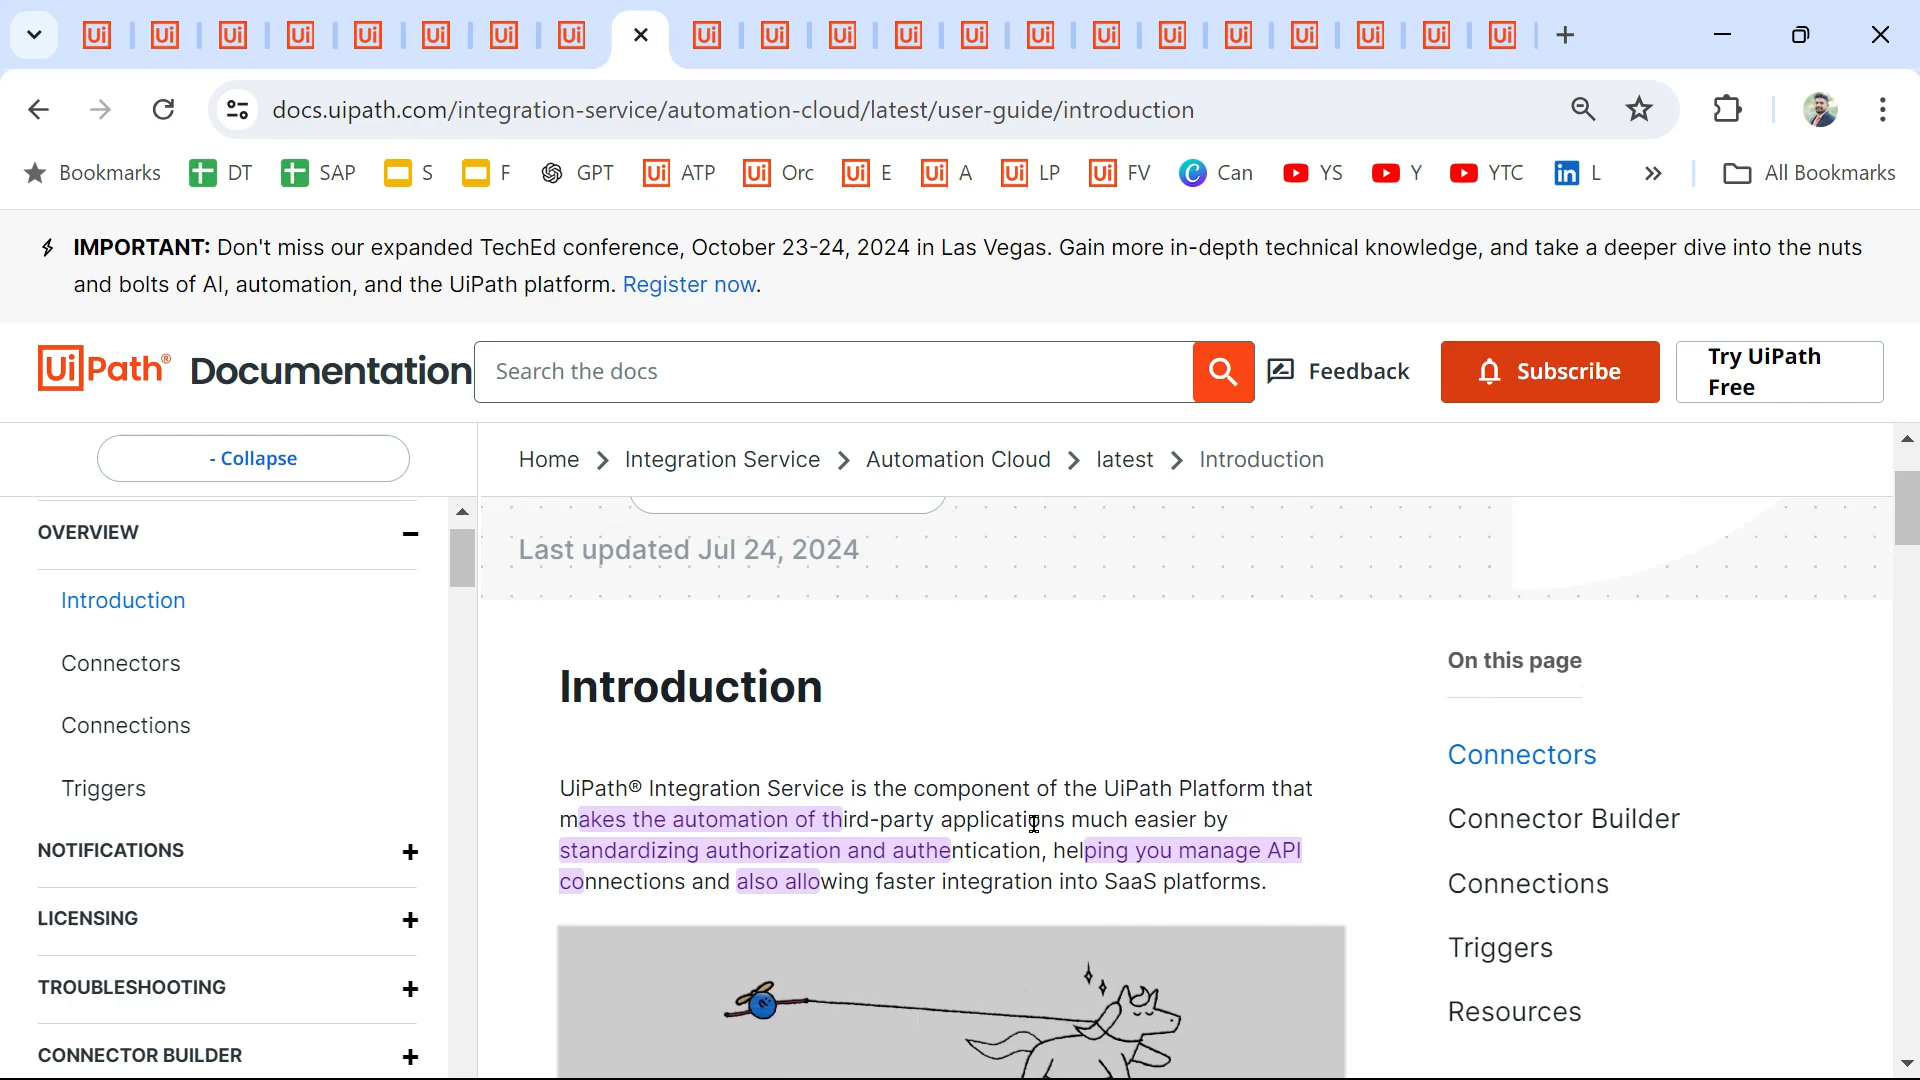 docs.uipath.com/integration-service/automation-cloud/latest/user-guide/introduction
Bookmarks DT SAP S F GPT Ui ATP Ui Orc Ui E Ui A Ui LP Ui FV Can YS Y YTC in L » All Bookmarks
IMPORTANT: Don't miss our expanded TechEd conference, October 23-24, 2024 in Las Vegas. Gain more in-depth technical knowledge, and take a deeper dive into the nuts
and bolts of AI, automation, and the UiPath platform. Register now.
UiPath® Documentation
Search the docs
Feedback
Subscribe
Try UiPath
Free
- Collapse
Home > Integration Service > Automation Cloud > latest > Introduction
OVERVIEW −
Introduction
Connectors
Connections
Triggers
NOTIFICATIONS +
LICENSING +
TROUBLESHOOTING +
CONNECTOR BUILDER +
Last updated Jul 24, 2024
Introduction
UiPath® Integration Service is the component of the UiPath Platform that
makes the automation of third-party applications much easier by
standardizing authorization and authentication, helping you manage API
connections and also allowing faster integration into SaaS platforms.
On this page
Connectors
Connector Builder
Connections
Triggers
Resources